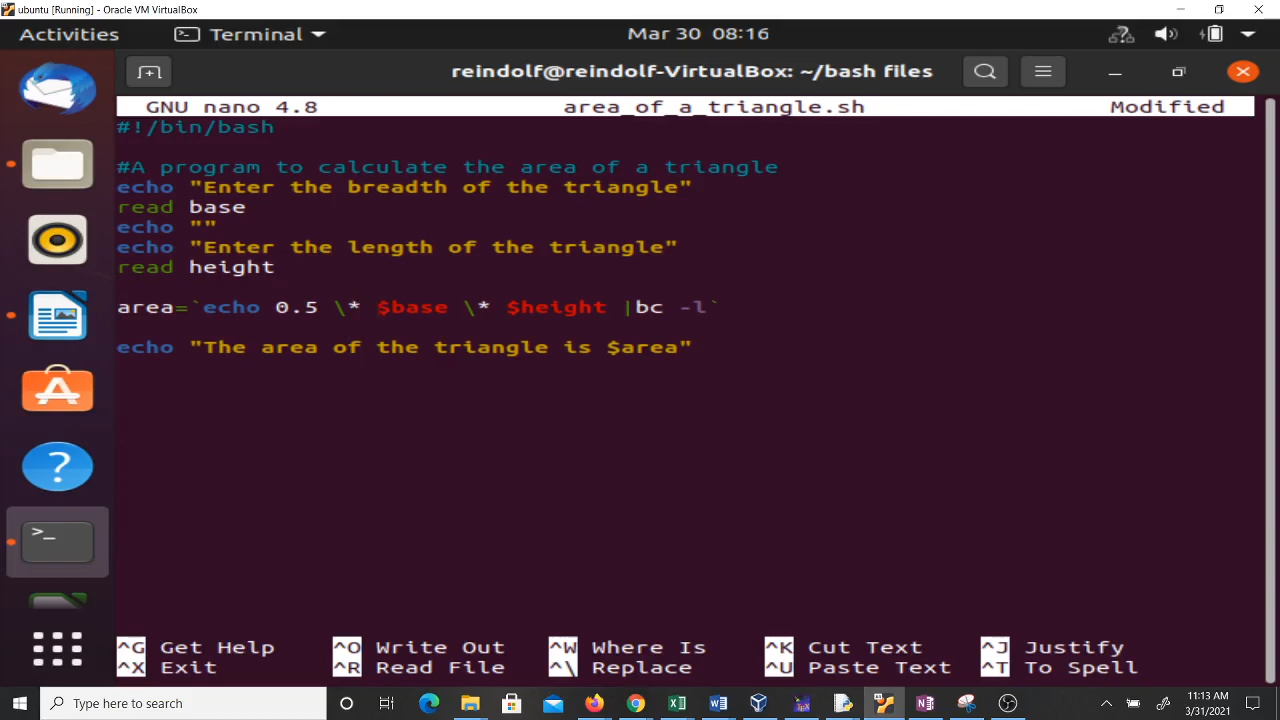 ubuntu [Running] - Oracle VM VirtualBox
Activities Terminal Mar 30 08:16
reindolf@reindolf-VirtualBox: ~/bash files
GNU nano 4.8 area_of_a_triangle.sh Modified
#!/bin/bash
#A program to calculate the area of a triangle
echo "Enter the breadth of the triangle"
read base
echo ""
echo "Enter the length of the triangle"
read height
area=`echo 0.5 \* $base \* $height |bc -l`
echo "The area of the triangle is $area"
^G Get Help ^O Write Out ^W Where Is ^K Cut Text ^J Justify
^X Exit ^R Read File ^\ Replace ^U Paste Text ^T To Spell
Type here to search
11:13 AM
3/31/2021